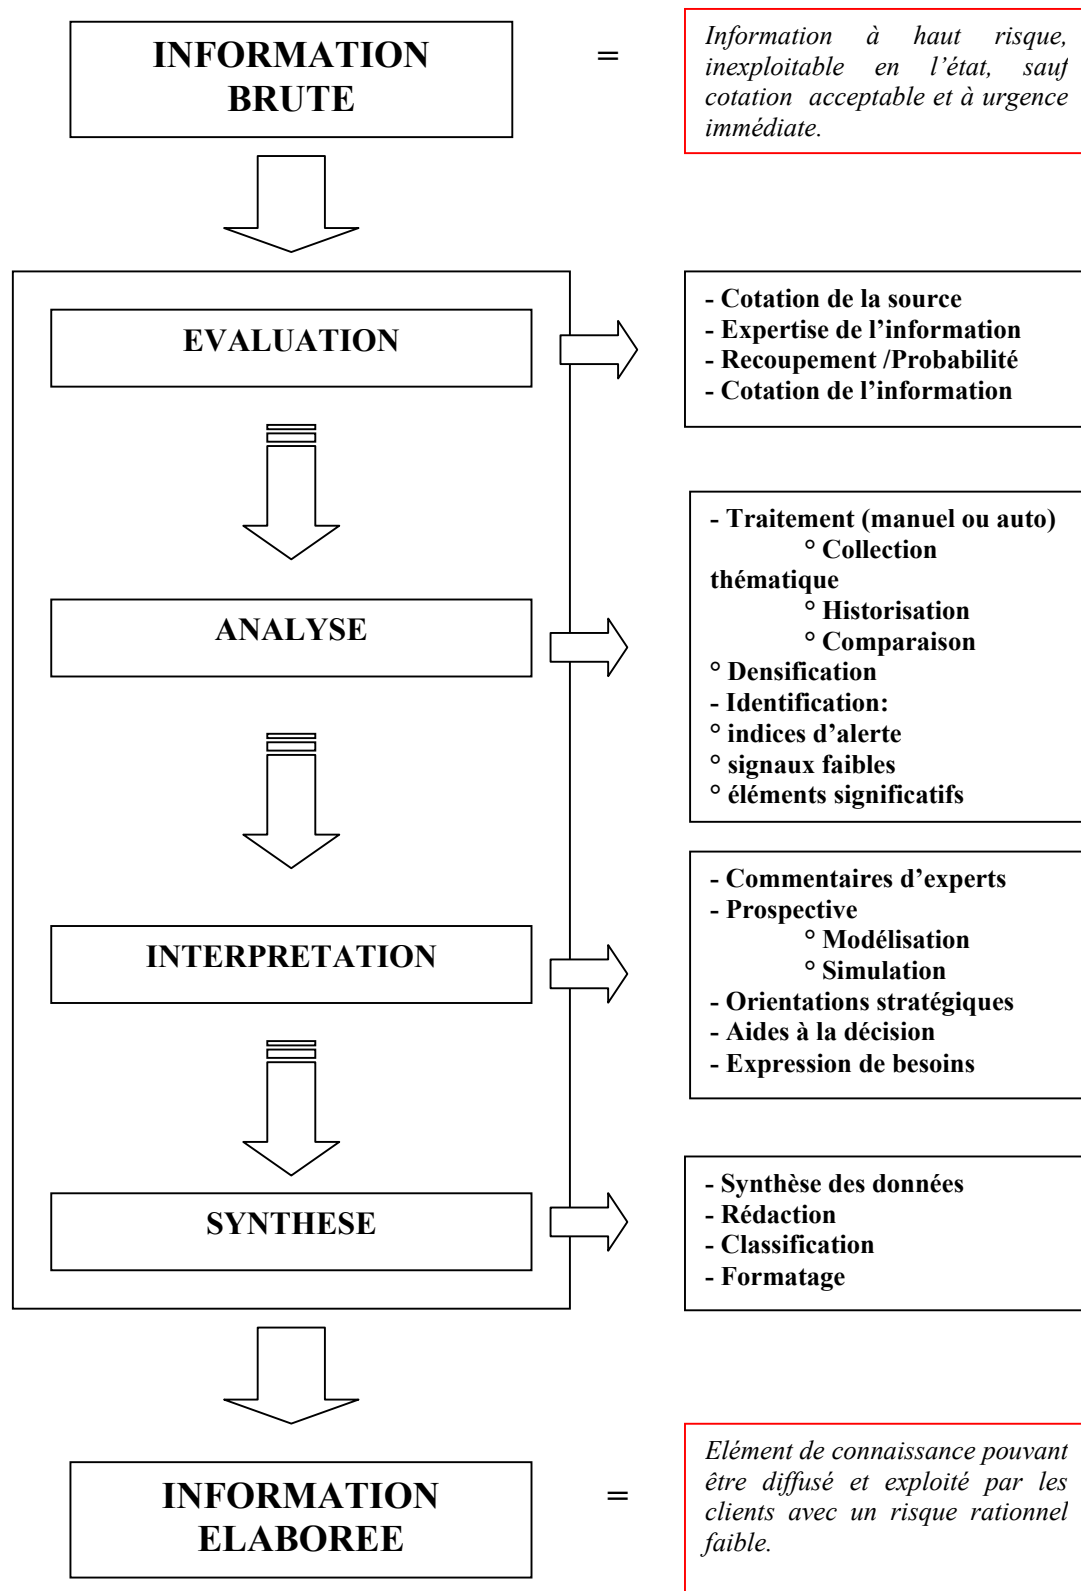 INFORMATION
BRUTE
=
Information à haut risque,
inexploitable en l’état, sauf
cotation acceptable et à urgence
immédiate.
EVALUATION
- Cotation de la source
- Expertise de l’information
- Recoupement /Probabilité
- Cotation de l’information
ANALYSE
- Traitement (manuel ou auto)
° Collection
thématique
° Historisation
° Comparaison
° Densification
- Identification:
° indices d’alerte
° signaux faibles
° éléments significatifs
INTERPRETATION
- Commentaires d’experts
- Prospective
° Modélisation
° Simulation
- Orientations stratégiques
- Aides à la décision
- Expression de besoins
SYNTHESE
- Synthèse des données
- Rédaction
- Classification
- Formatage
INFORMATION
ELABOREE
=
Elément de connaissance pouvant
être diffusé et exploité par les
clients avec un risque rationnel
faible.